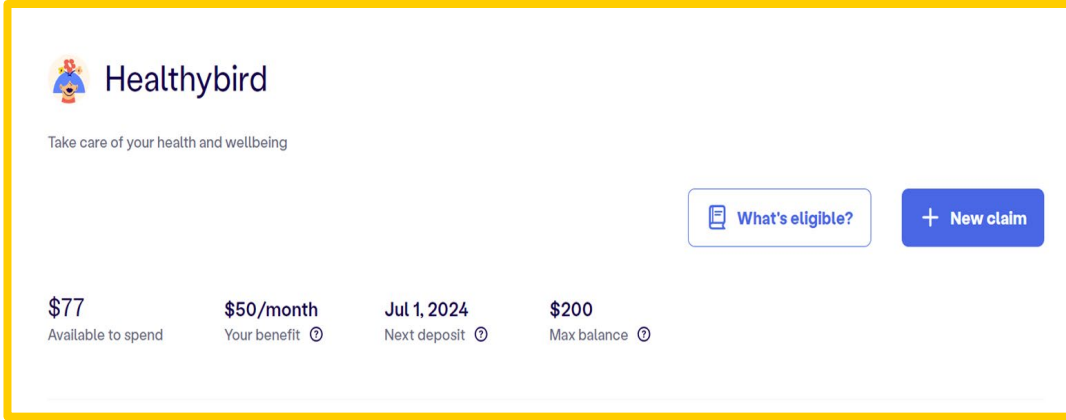 Healthybird
Take care of your health and wellbeing
What's eligible?
+ New claim
$77
Available to spend
$50/month
Your benefit
Jul 1, 2024
Next deposit
$200
Max balance